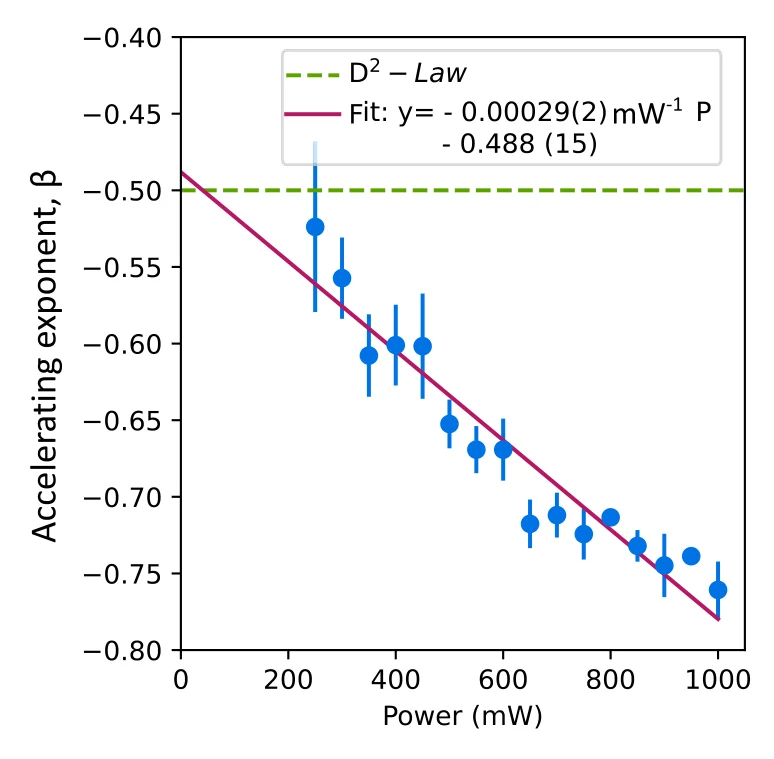 −0.40
−0.45
−0.50
−0.55
−0.60
−0.65
−0.70
−0.75
−0.80
Accelerating exponent, β
D² − Law
Fit: y= - 0.00029(2) mW⁻¹ P
- 0.488 (15)
0 200 400 600 800 1000
Power (mW)